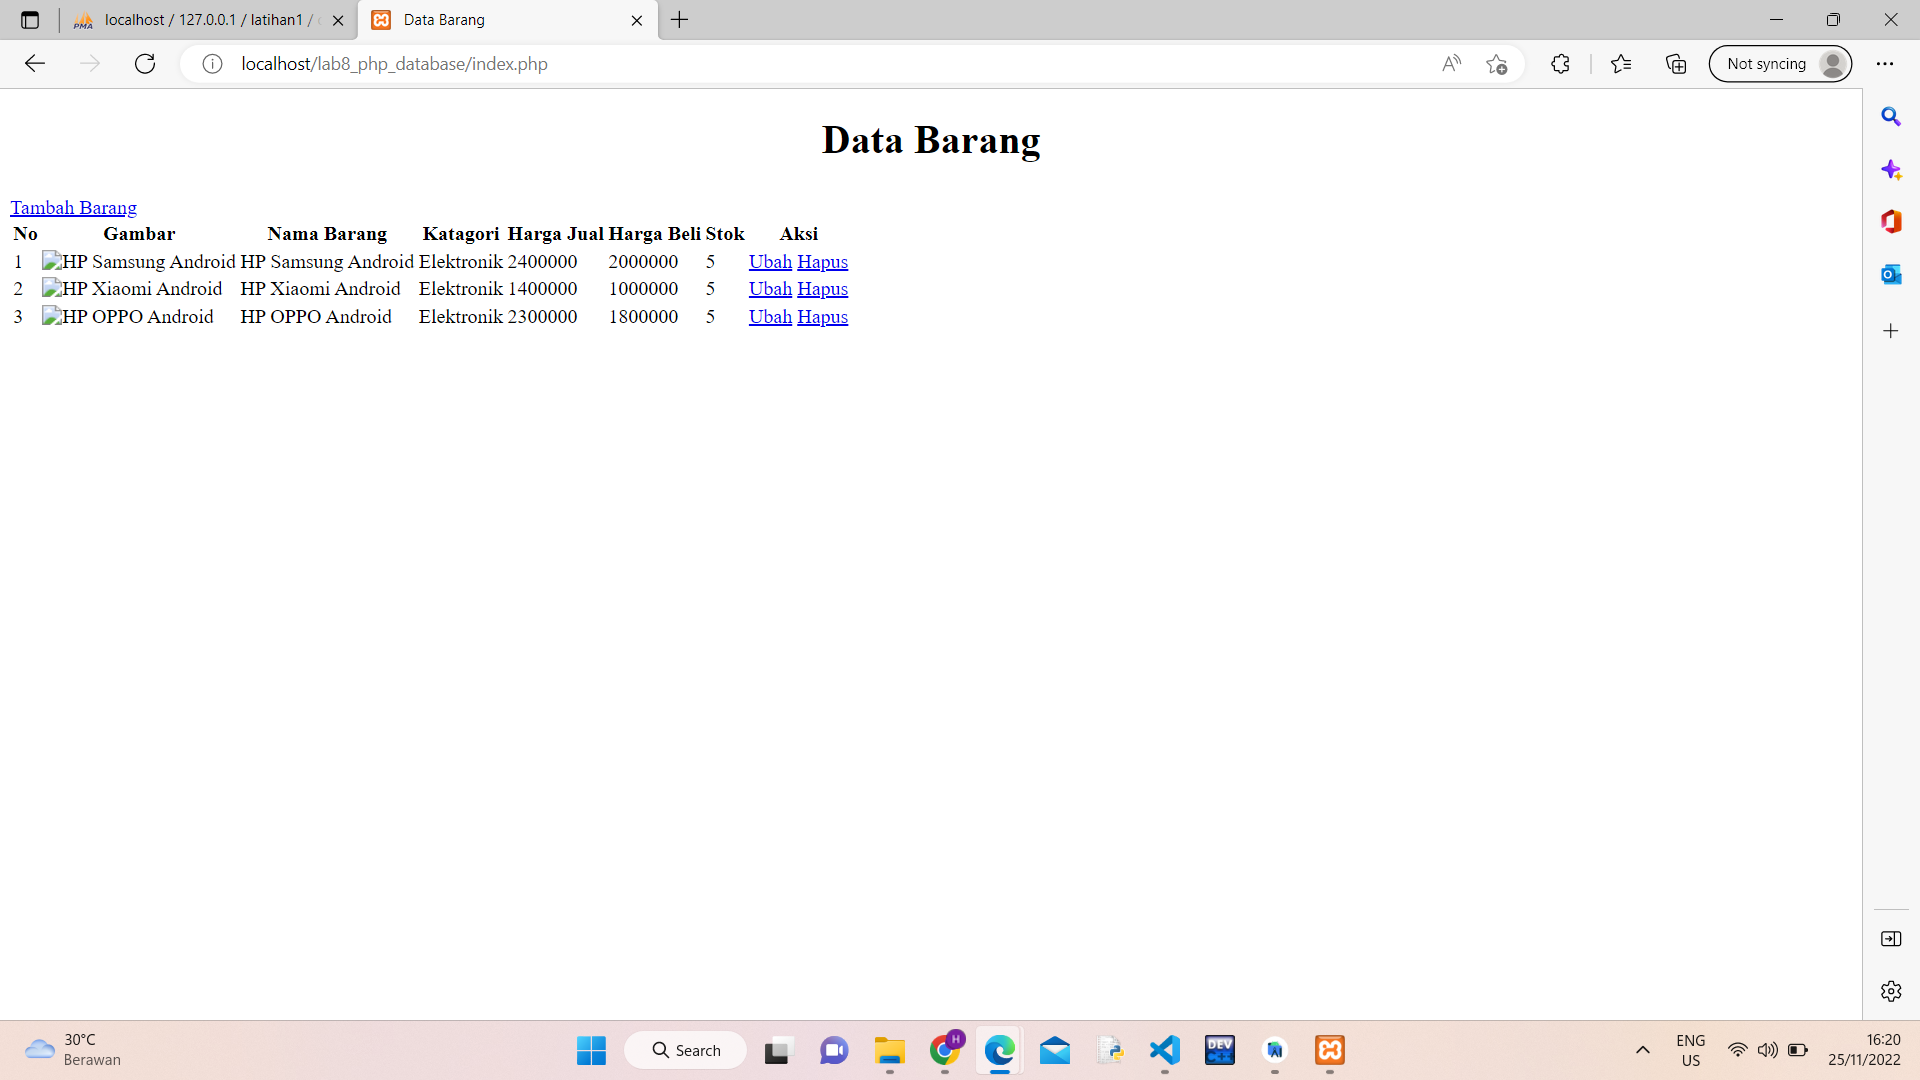 localhost / 127.0.0.1 / latihan1 /
Data Barang
localhost/lab8_php_database/index.php
Not syncing
Data Barang
Tambah Barang
No Gambar Nama Barang Katagori Harga Jual Harga Beli Stok Aksi
1 HP Samsung Android HP Samsung Android Elektronik 2400000 2000000 5 Ubah Hapus
2 HP Xiaomi Android HP Xiaomi Android Elektronik 1400000 1000000 5 Ubah Hapus
3 HP OPPO Android HP OPPO Android Elektronik 2300000 1800000 5 Ubah Hapus
30°C
Berawan
Search
H
DEV
C++
ENG
US
16:20
25/11/2022